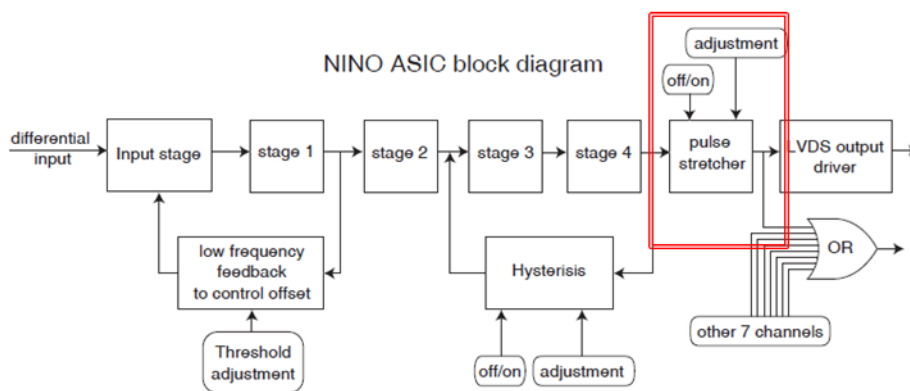 NINO ASIC block diagram
adjustment
off/on
differential
input
Input stage
stage 1
stage 2
stage 3
stage 4
pulse
stretcher
LVDS output
driver
low frequency
feedback
to control offset
Hysterisis
OR
Threshold
adjustment
off/on
adjustment
other 7 channels